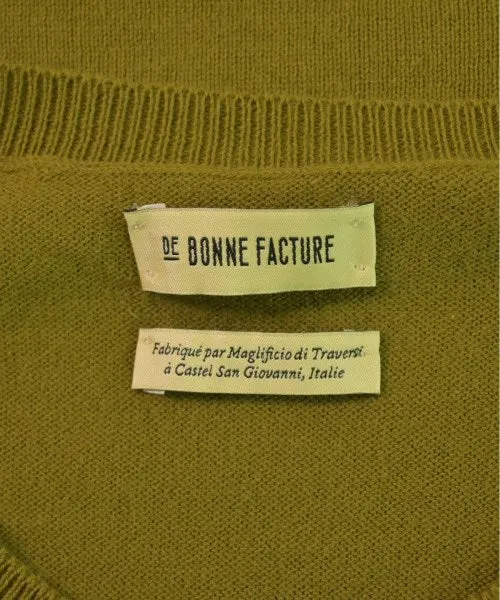 DE BONNE FACTURE
Fabriqué par Maglificio di Traversi
à Castel San Giovanni, Italie